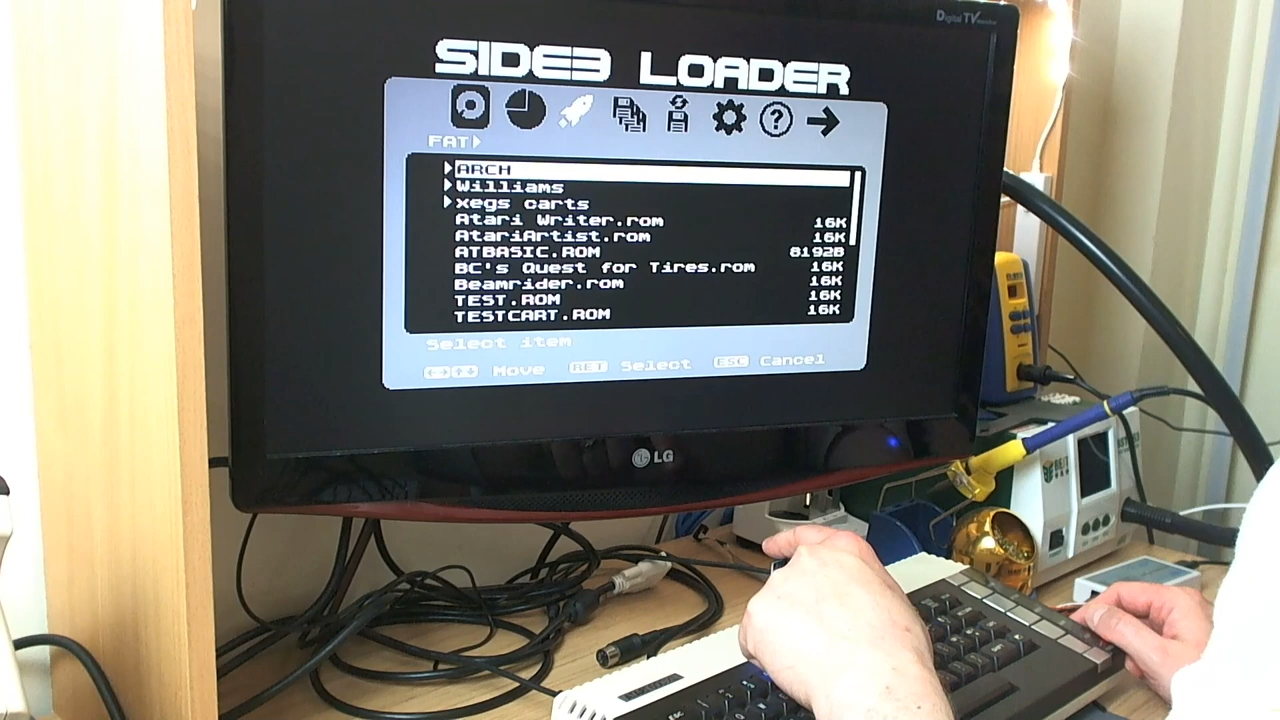 Digital TV
SIDE3 LOADER
FAT
ARCH
Williams
xegs carts
Atari Writer.rom 16K
AtariArtist.rom 16K
ATBASIC.ROM 8192B
BC's Quest for Tires.rom 16K
Beamrider.rom 16K
TEST.ROM 16K
TESTCART.ROM 16K
Select item
Move RET Select ESC Cancel
LG